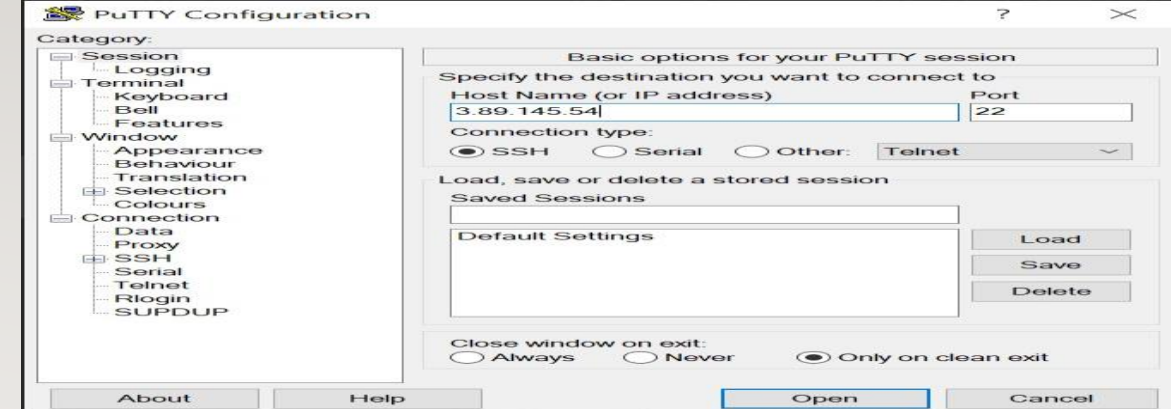 PuTTY Configuration
Category:
Session
Logging
Terminal
Keyboard
Bell
Features
Window
Appearance
Behaviour
Translation
Selection
Colours
Connection
Data
Proxy
SSH
Serial
Telnet
Rlogin
SUPDUP
Basic options for your PuTTY session
Specify the destination you want to connect to
Host Name (or IP address) Port
3.89.145.54 22
Connection type:
SSH Serial Other: Telnet
Load, save or delete a stored session
Saved Sessions
Default Settings
Load
Save
Delete
Close window on exit:
Always Never Only on clean exit
About Help Open Cancel